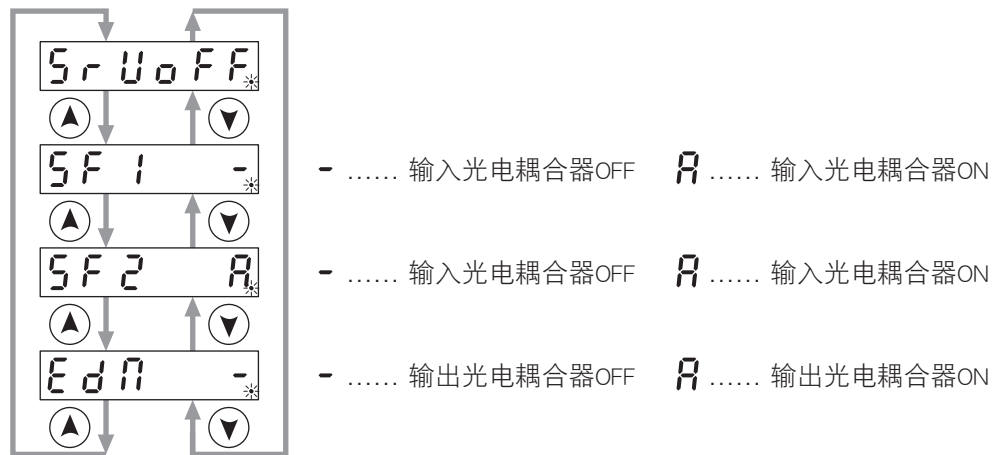 SrUoFF
SF1 - - ...... 输入光电耦合器OFF A ...... 输入光电耦合器ON
SF2 A - ...... 输入光电耦合器OFF A ...... 输入光电耦合器ON
EdM - - ...... 输出光电耦合器OFF A ...... 输出光电耦合器ON